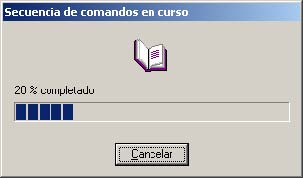 Secuencia de comandos en curso
20 % completado
Cancelar